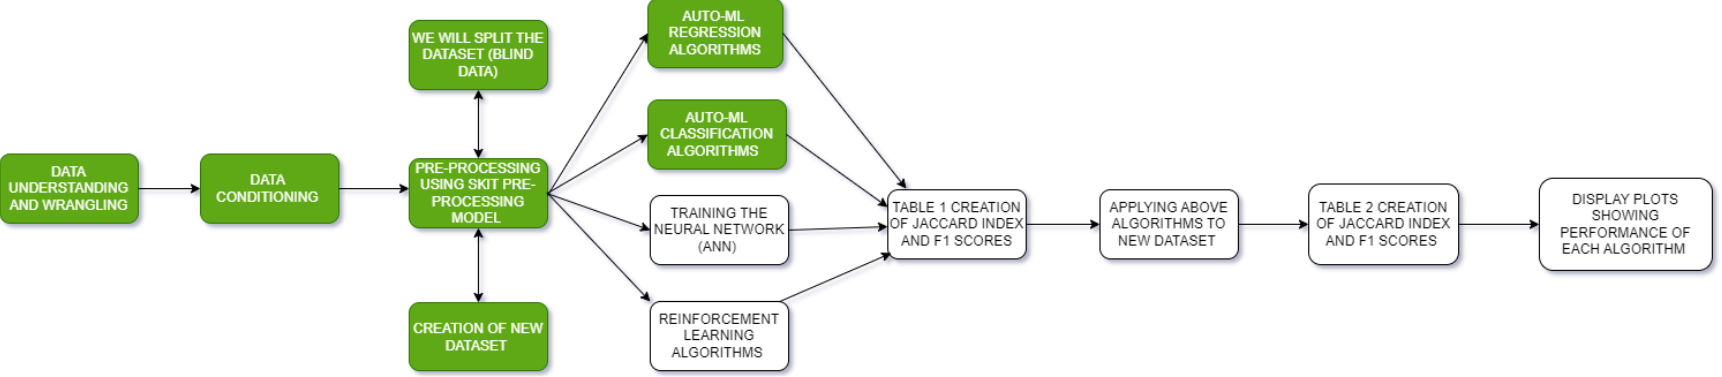 DATA
UNDERSTANDING
AND WRANGLING
DATA
CONDITIONING
WE WILL SPLIT THE
DATASET (BLIND
DATA)
PRE-PROCESSING
USING SKIT PRE-
PROCESSING
MODEL
CREATION OF NEW
DATASET
AUTO-ML
REGRESSION
ALGORITHMS
AUTO-ML
CLASSIFICATION
ALGORITHMS
TRAINING THE
NEURAL NETWORK
(ANN)
REINFORCEMENT
LEARNING
ALGORITHMS
TABLE 1 CREATION
OF JACCARD INDEX
AND F1 SCORES
APPLYING ABOVE
ALGORITHMS TO
NEW DATASET
TABLE 2 CREATION
OF JACCARD INDEX
AND F1 SCORES
DISPLAY PLOTS
SHOWING
PERFORMANCE OF
EACH ALGORITHM